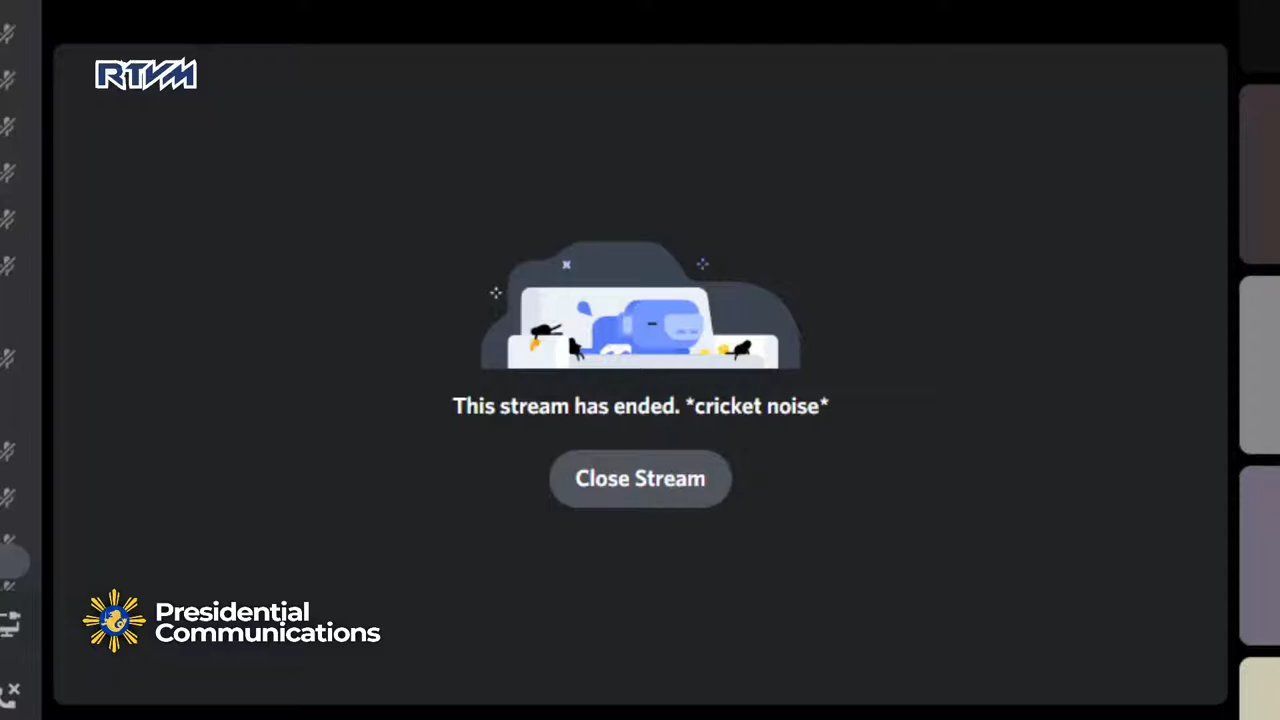 RTVM
This stream has ended. *cricket noise*
Close Stream
Presidential
Communications